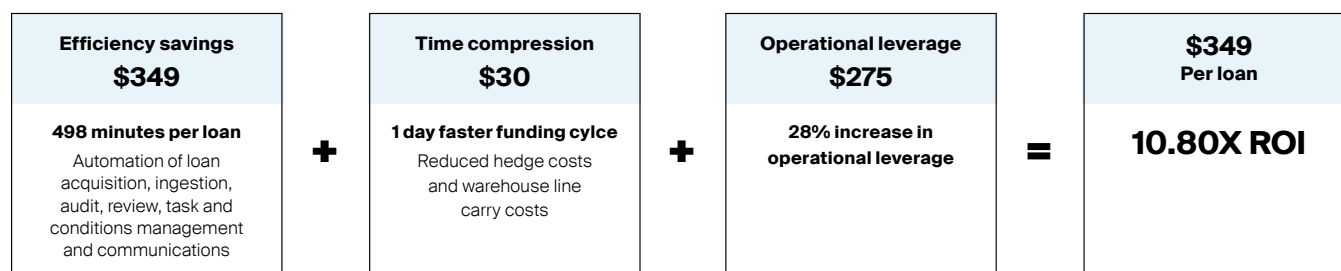 Efficiency savings
$349
498 minutes per loan
Automation of loan
acquisition, ingestion,
audit, review, task and
conditions management
and communications
+
Time compression
$30
1 day faster funding cylce
Reduced hedge costs
and warehouse line
carry costs
+
Operational leverage
$275
28% increase in
operational leverage
=
$349
Per loan
10.80X ROI